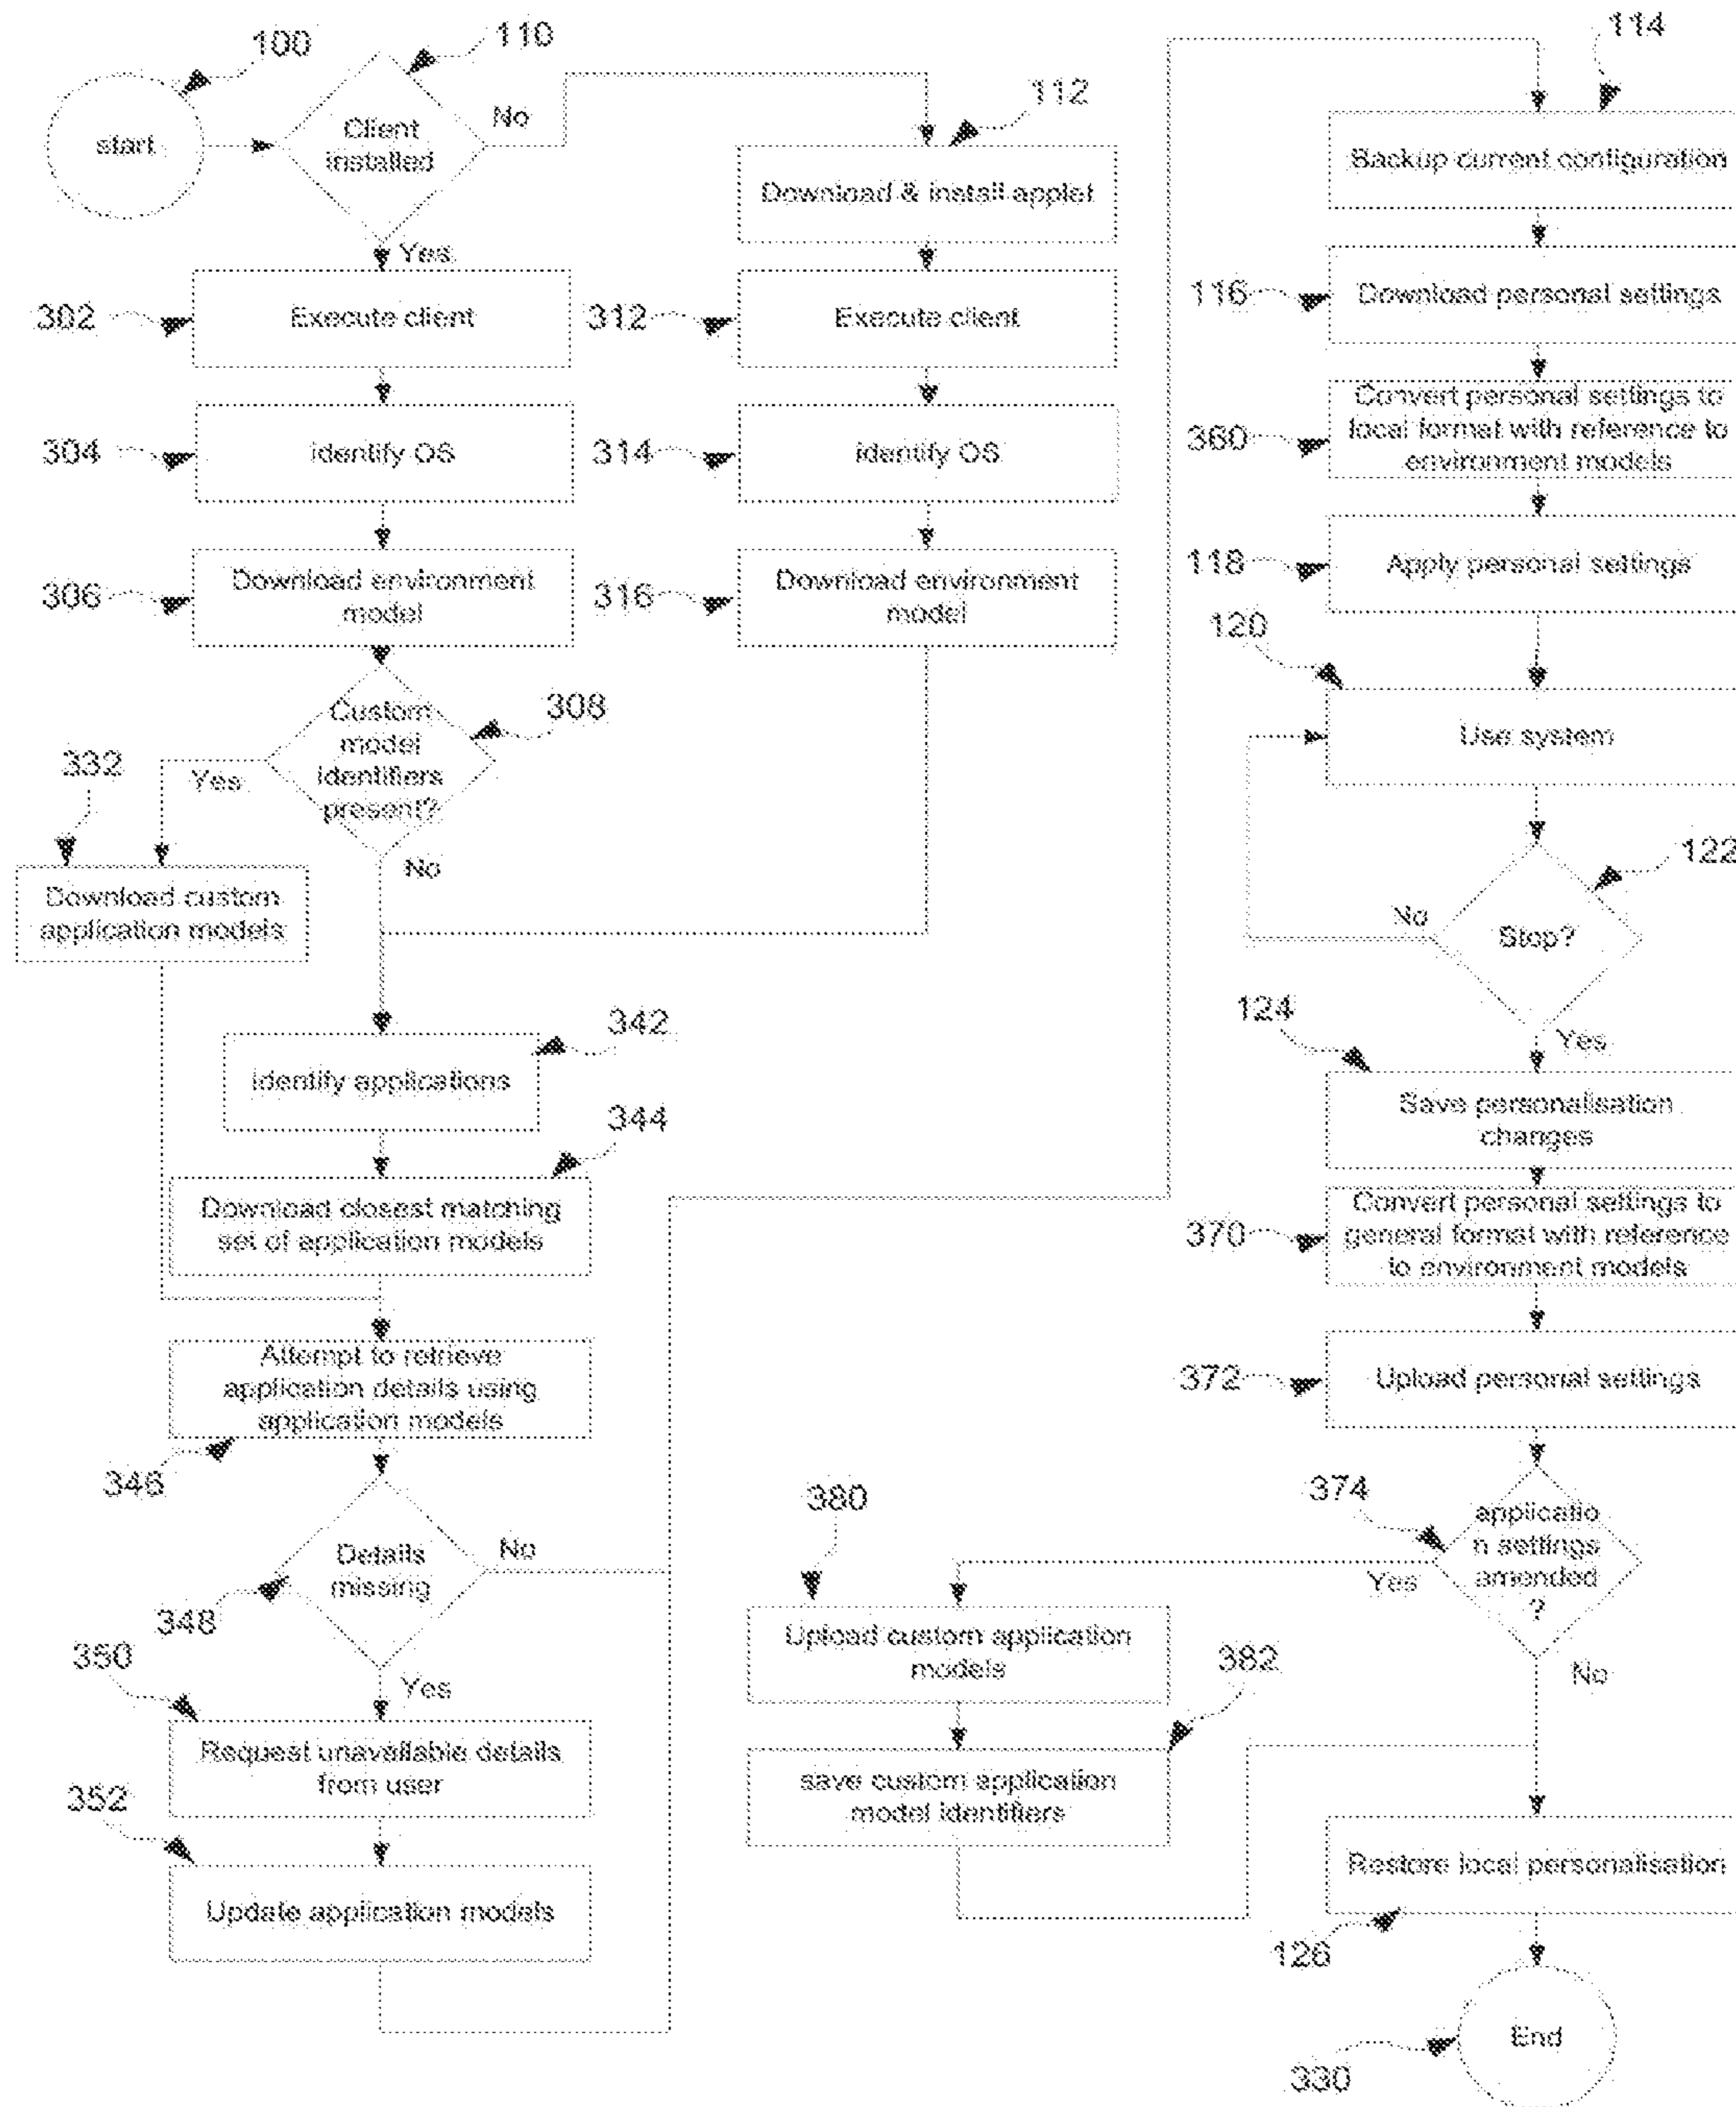 100
start
110
Client
installed
No
Yes
112
Download & install applet
302
Execute client
312
Execute client
304
identify OS
314
identify OS
306
Download environment
model
316
Download environment
model
308
Custom
model
identifiers
present?
Yes
No
332
Download custom
application models
342
identify applications
344
Download closest matching
set of application models
Attempt to retrieve
application details using
application models
346
Details
missing
No
348
Yes
350
Request unavailable details
from user
352
Update application models
114
Backup current configuration
116
Download personal settings
360
Convert personal settings to
local format with reference to
environment models
118
Apply personal settings
120
Use system
122
No
Stop?
Yes
124
Save personalisation
changes
370
Convert personal settings to
general format with reference
to environment models
372
Upload personal settings
374
applicatio
n settings
amended
?
Yes
No
380
Upload custom application
models
382
save custom application
model identifiers
Restore local personalisation
126
End
330